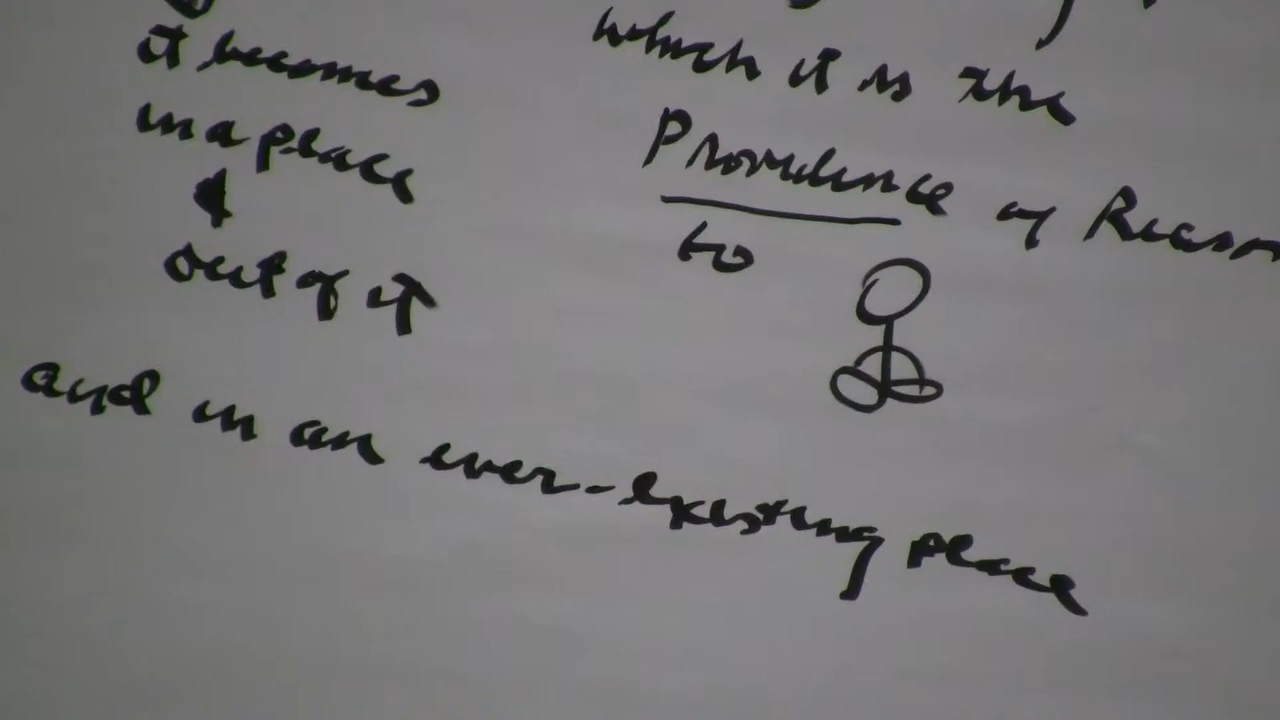 it becomes
in a place
&
out of it
which it is the
Providence of Reason
to
and in an ever-existing place